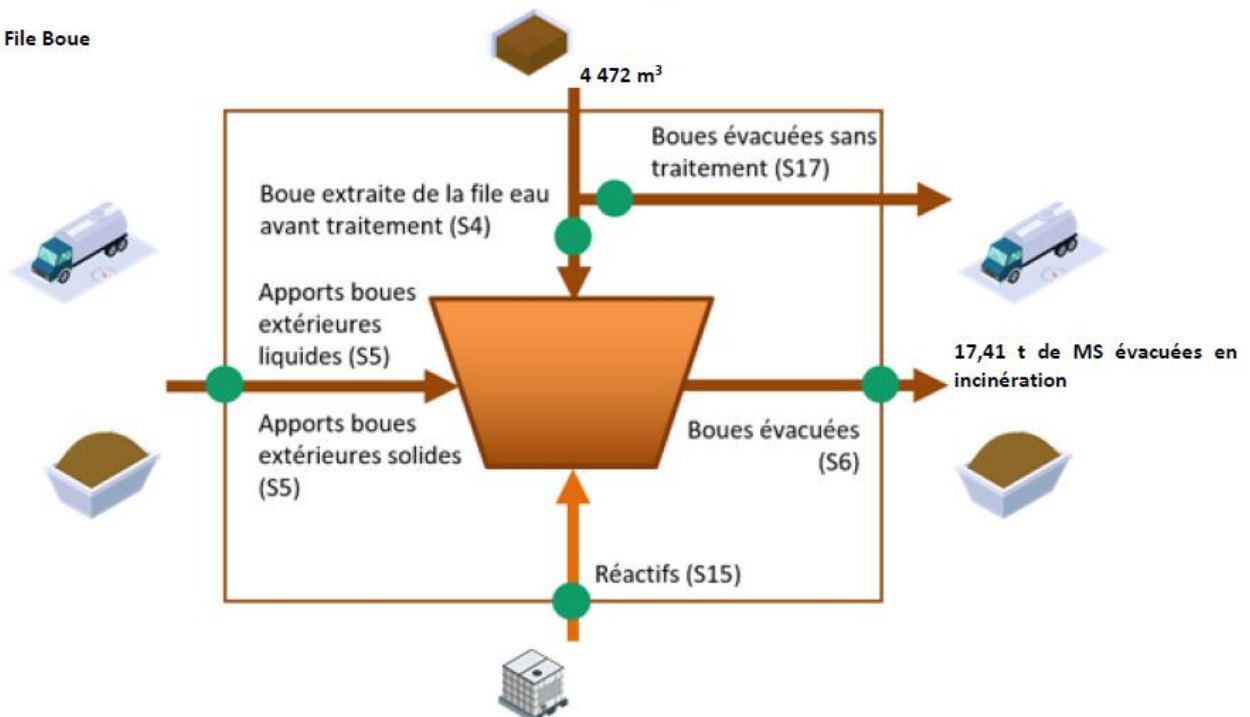 File Boue
4 472 m³
Boues évacuées sans
traitement (S17)
Boue extraite de la file eau
avant traitement (S4)
Apports boues
extérieures
liquides (S5)
17,41 t de MS évacuées en
incinération
Apports boues
extérieures solides
(S5)
Boues évacuées
(S6)
Réactifs (S15)